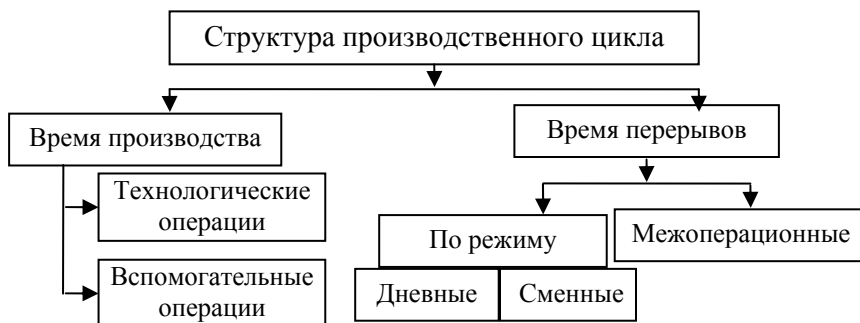 Структура производственного цикла
Время производства
Время перерывов
Технологические
операции
По режиму
Межоперационные
Вспомогательные
операции
Дневные
Сменные